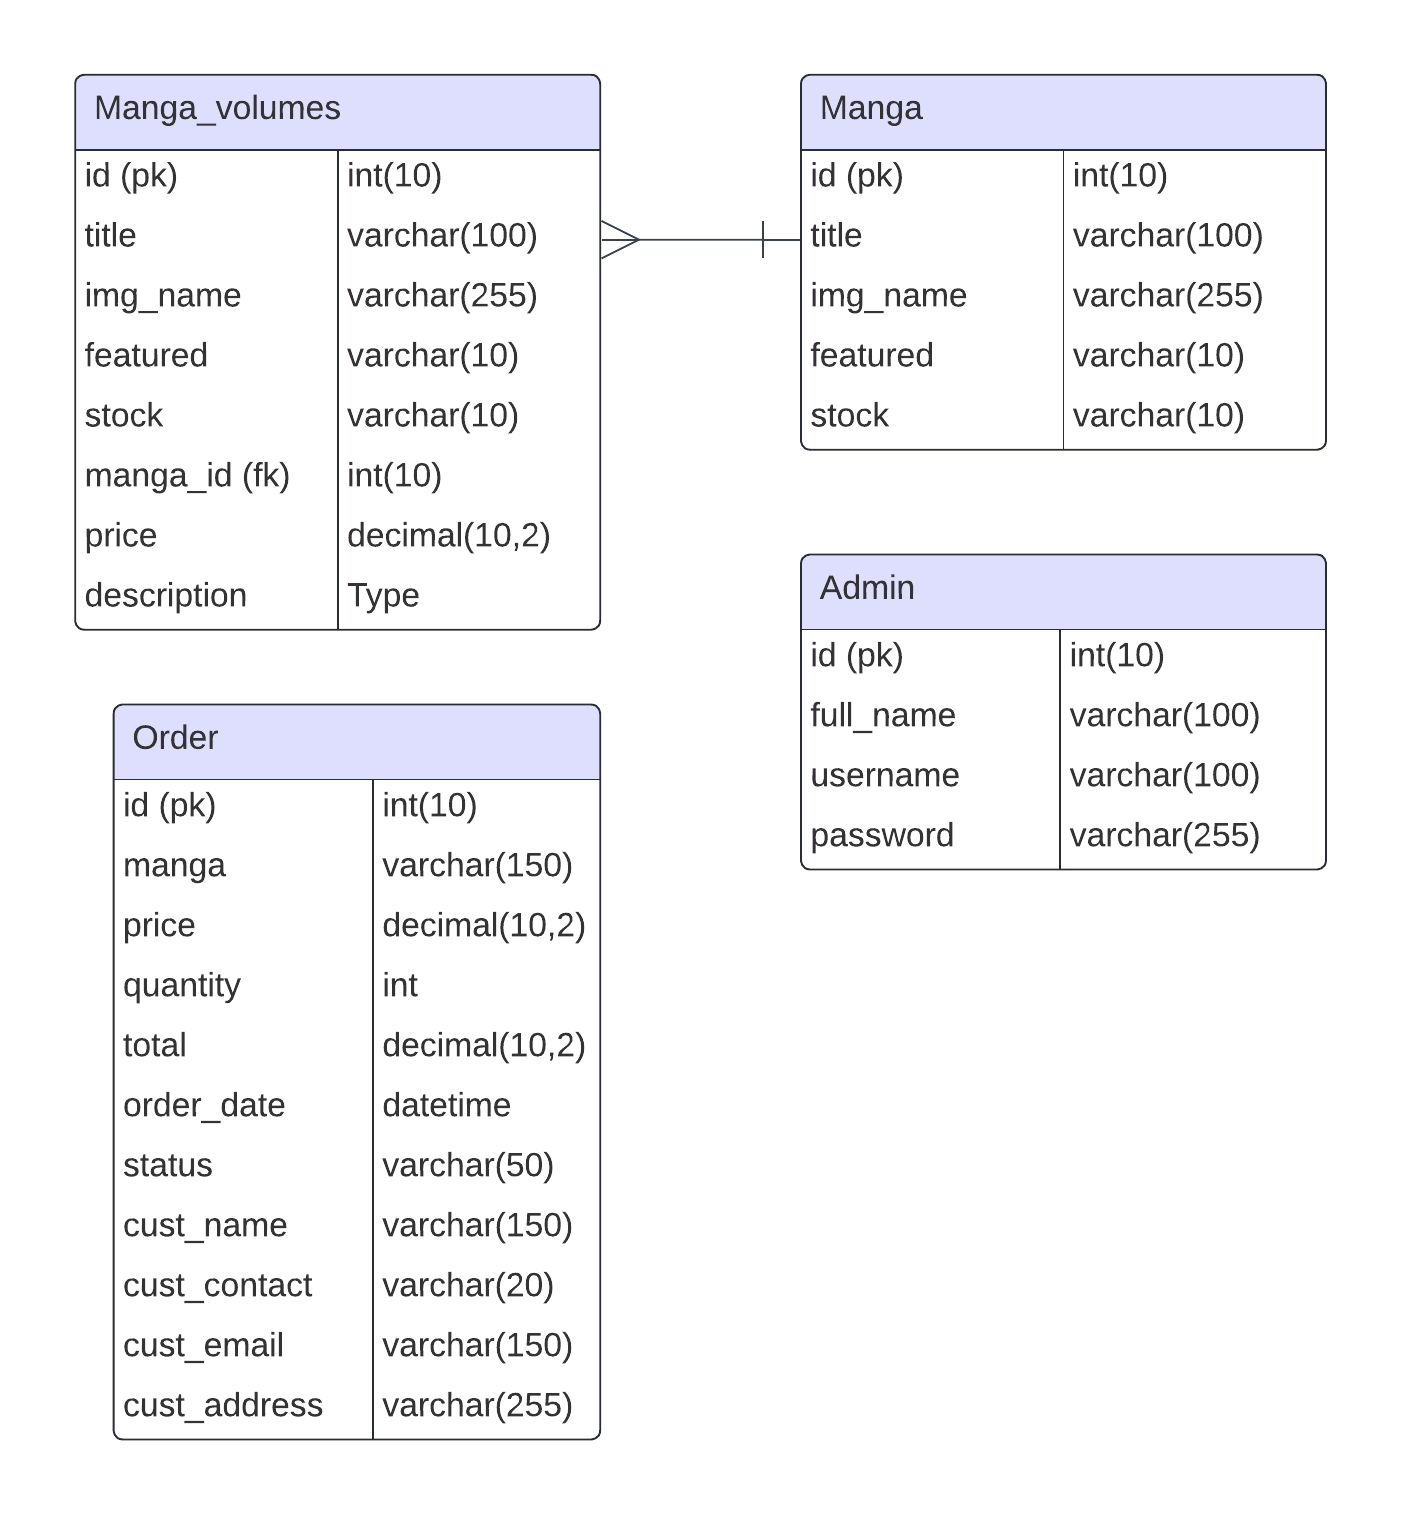 Manga_volumes
id (pk) int(10)
title varchar(100)
img_name varchar(255)
featured varchar(10)
stock varchar(10)
manga_id (fk) int(10)
price decimal(10,2)
description Type
Manga
id (pk) int(10)
title varchar(100)
img_name varchar(255)
featured varchar(10)
stock varchar(10)
Admin
id (pk) int(10)
full_name varchar(100)
username varchar(100)
password varchar(255)
Order
id (pk) int(10)
manga varchar(150)
price decimal(10,2)
quantity int
total decimal(10,2)
order_date datetime
status varchar(50)
cust_name varchar(150)
cust_contact varchar(20)
cust_email varchar(150)
cust_address varchar(255)